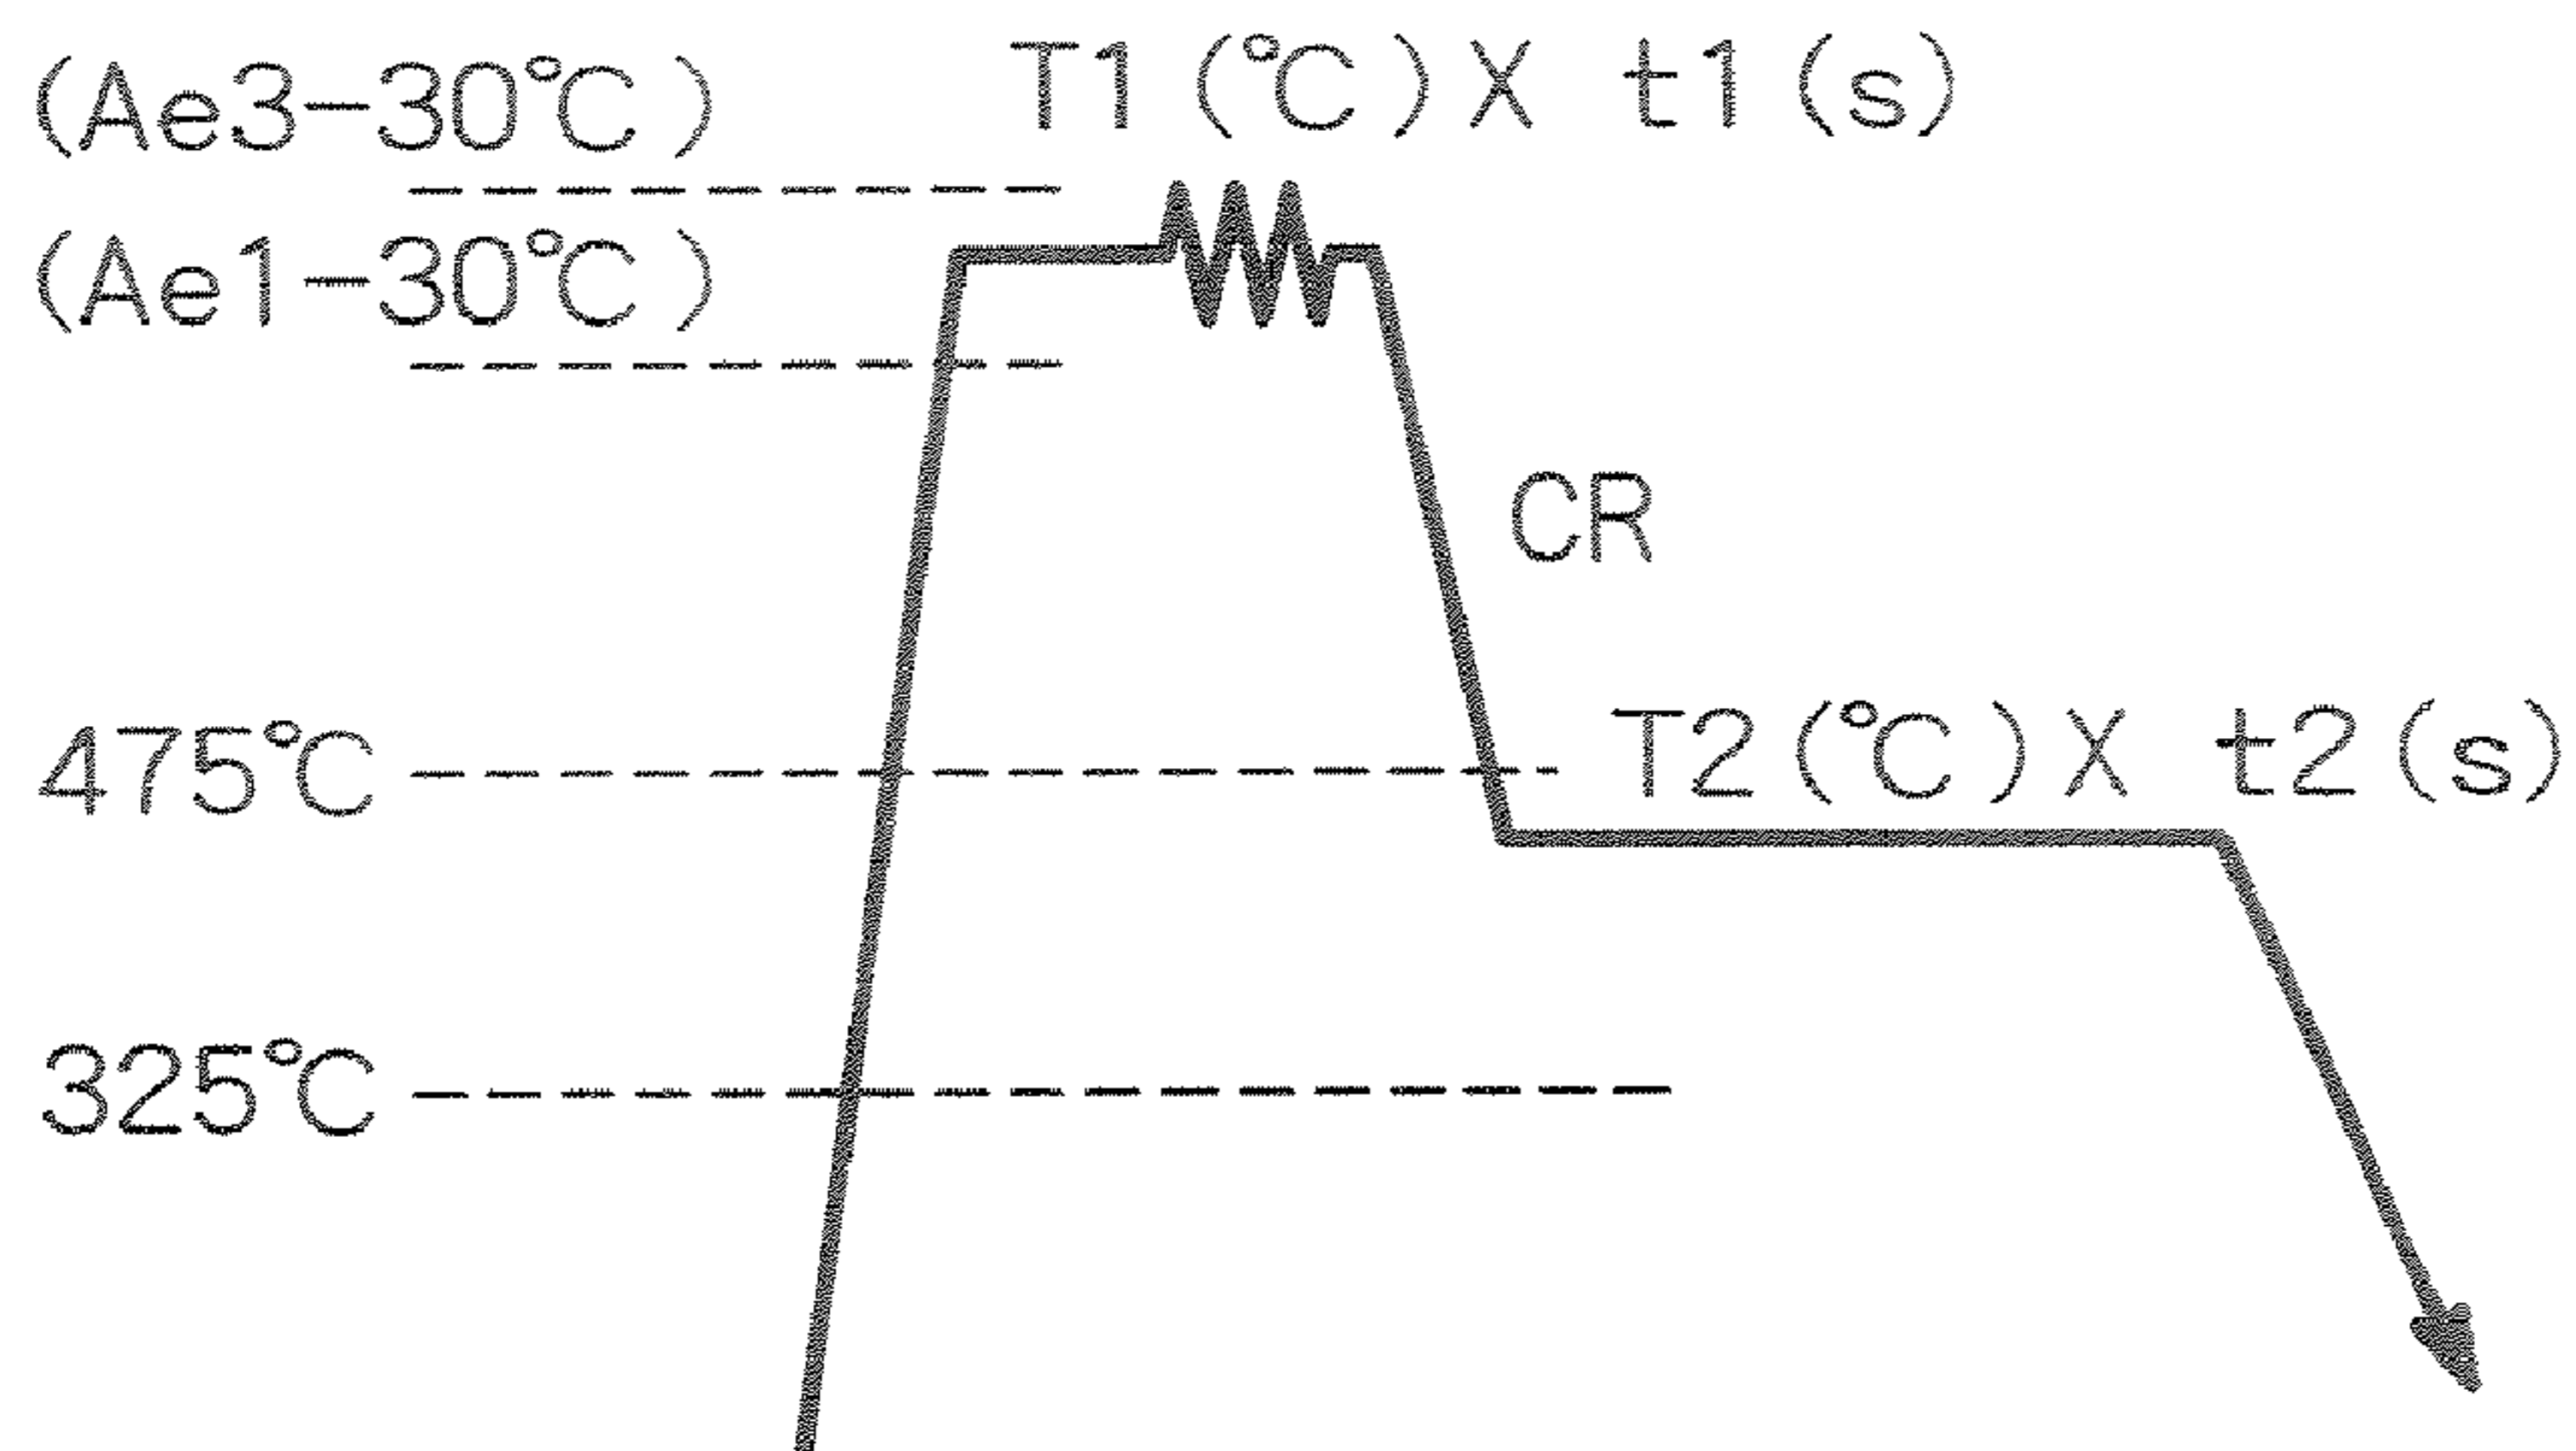 (Ae3-30℃)
T1(℃)X t1(s)
(Ae1-30℃)
CR
475℃
T2(℃)X t2(s)
325℃